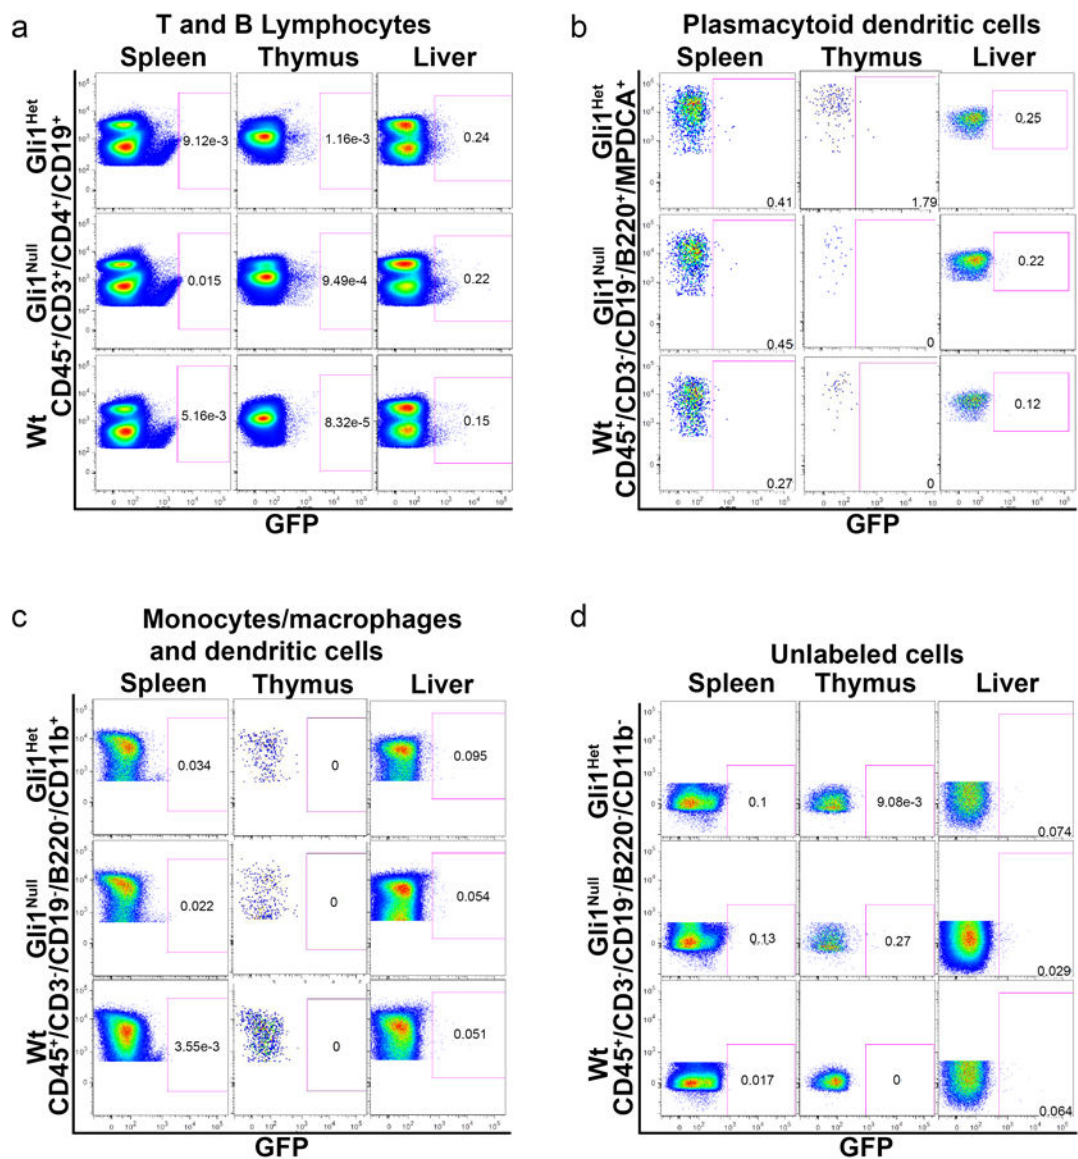 a
T and B Lymphocytes
Spleen Thymus Liver
Gli1Het
Gli1Null
Wt
CD45+/CD3+/CD4+/CD19+
9.12e-3 1.16e-3 0.24
0.015 9.49e-4 0.22
5.16e-3 8.32e-5 0.15
GFP
b
Plasmacytoid dendritic cells
Spleen Thymus Liver
Gli1Het
Gli1Null
Wt
CD45+/CD3-/CD19-/B220+/MPDCA+
0.41 1.79 0.25
0.45 0 0.22
0.27 0 0.12
GFP
c
Monocytes/macrophages
and dendritic cells
Spleen Thymus Liver
Gli1Het
Gli1Null
Wt
CD45+/CD3-/CD19-/B220-/CD11b+
0.034 0 0.095
0.022 0 0.054
3.55e-3 0 0.051
GFP
d
Unlabeled cells
Spleen Thymus Liver
Gli1Het
Gli1Null
Wt
CD45+/CD3-/CD19-/B220-/CD11b-
0.1 9.08e-3 0.074
0.13 0.27 0.029
0.017 0 0.064
GFP